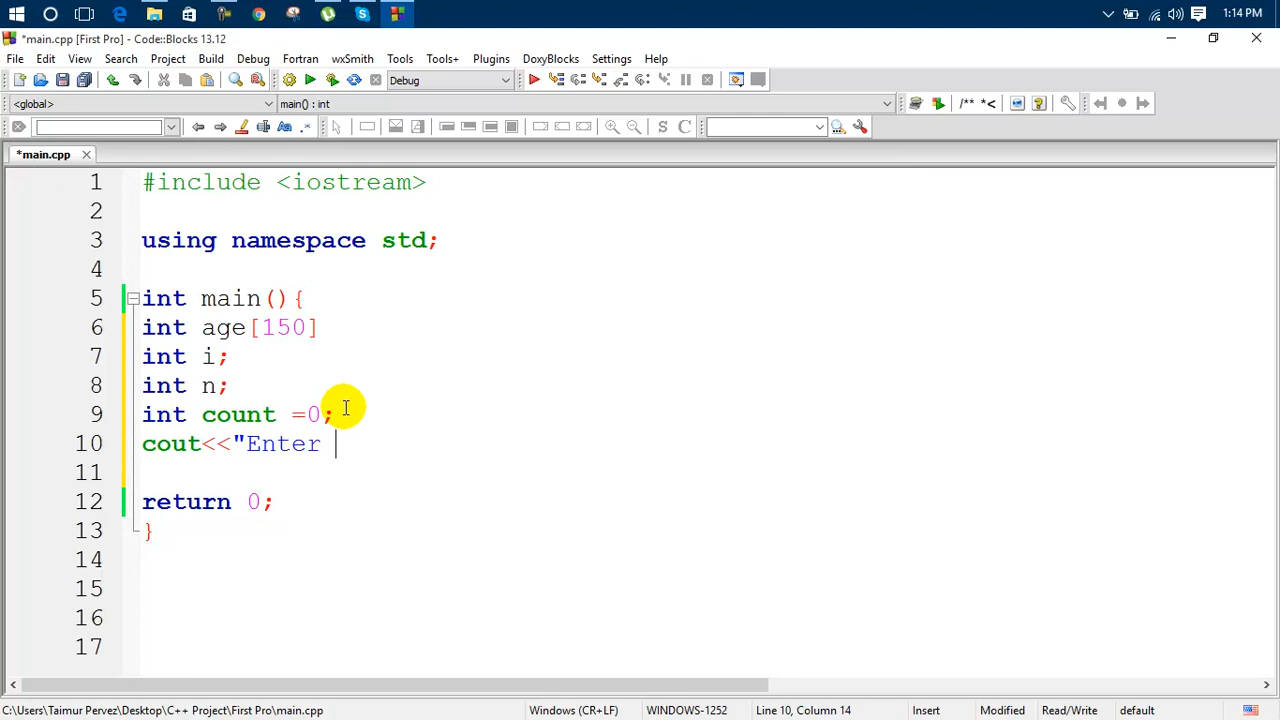 1:14 PM
*main.cpp [First Pro] - Code::Blocks 13.12
File Edit View Search Project Build Debug Fortran wxSmith Tools Tools+ Plugins DoxyBlocks Settings Help
Debug
<global> main() : int /** *<
S C
*main.cpp
1 #include <iostream>
2
3 using namespace std;
4
5 int main(){
6 int age[150]
7 int i;
8 int n;
9 int count =0;
10 cout<<"Enter
11
12 return 0;
13 }
14
15
16
17
C:\Users\Taimur Pervez\Desktop\C++ Project\First Pro\main.cpp Windows (CR+LF) WINDOWS-1252 Line 10, Column 14 Insert Modified Read/Write default